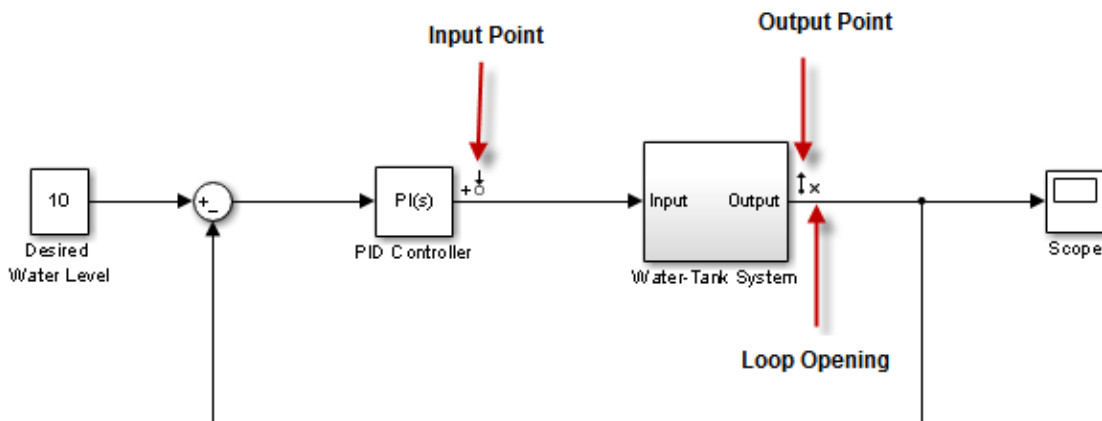 Input Point
Output Point
10
+
−
PI(s)
+
Input
Output
x
Desired
Water Level
PID Controller
Water-Tank System
Scope
Loop Opening